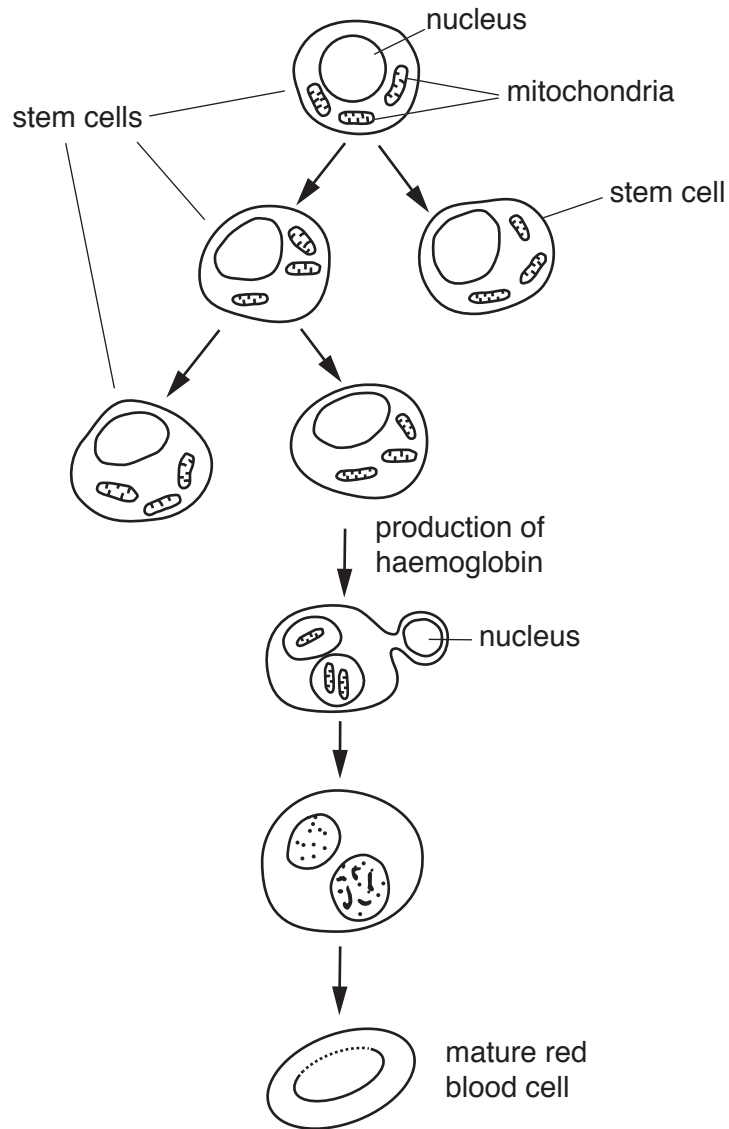 nucleus
mitochondria
stem cells
stem cell
production of
haemoglobin
nucleus
mature red
blood cell